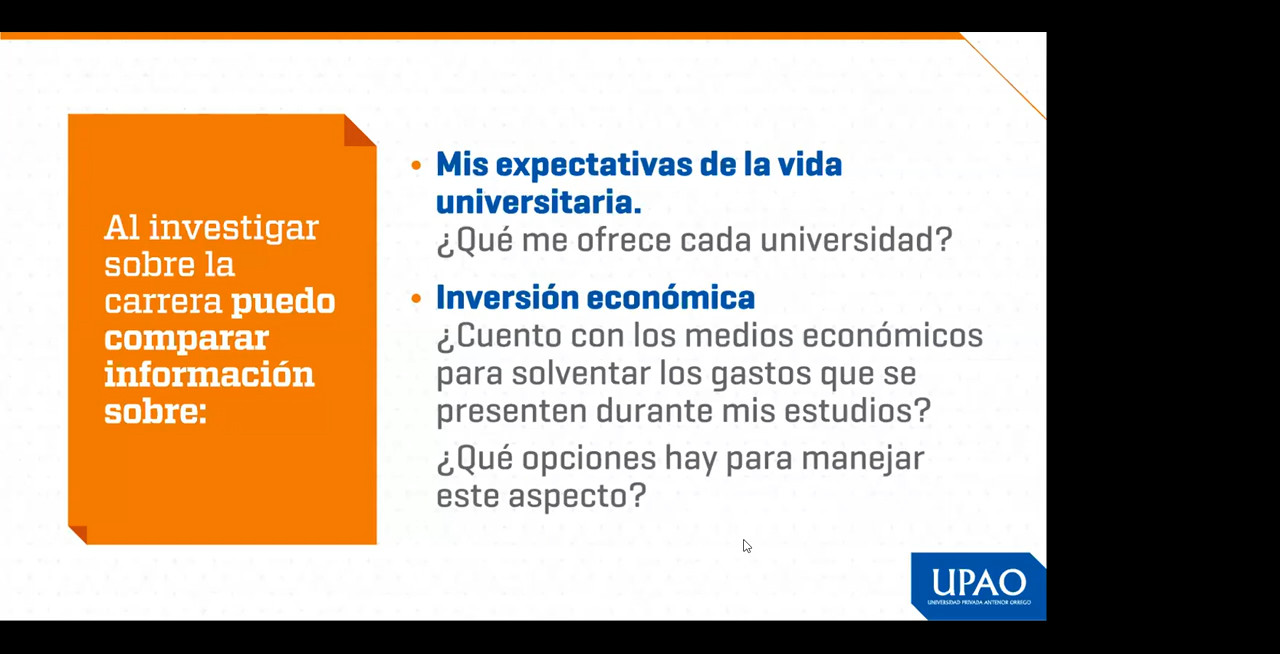 Al investigar
sobre la
carrera puedo
comparar
información
sobre:
• Mis expectativas de la vida
universitaria.
¿Qué me ofrece cada universidad?
• Inversión económica
¿Cuento con los medios económicos
para solventar los gastos que se
presenten durante mis estudios?
¿Qué opciones hay para manejar
este aspecto?
UPAO
UNIVERSIDAD PRIVADA ANTENOR ORREGO